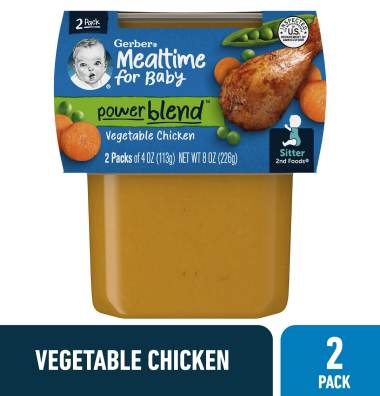 2 Pack
Gerber®
Mealtime
for Baby
powerblend™
Vegetable Chicken
2 Packs of 4 OZ (113g) NET WT 8 OZ (226g)
INSPECTED
U.S.
DEPARTMENT OF
AGRICULTURE
Sitter
2nd Foods®
VEGETABLE CHICKEN
2
PACK